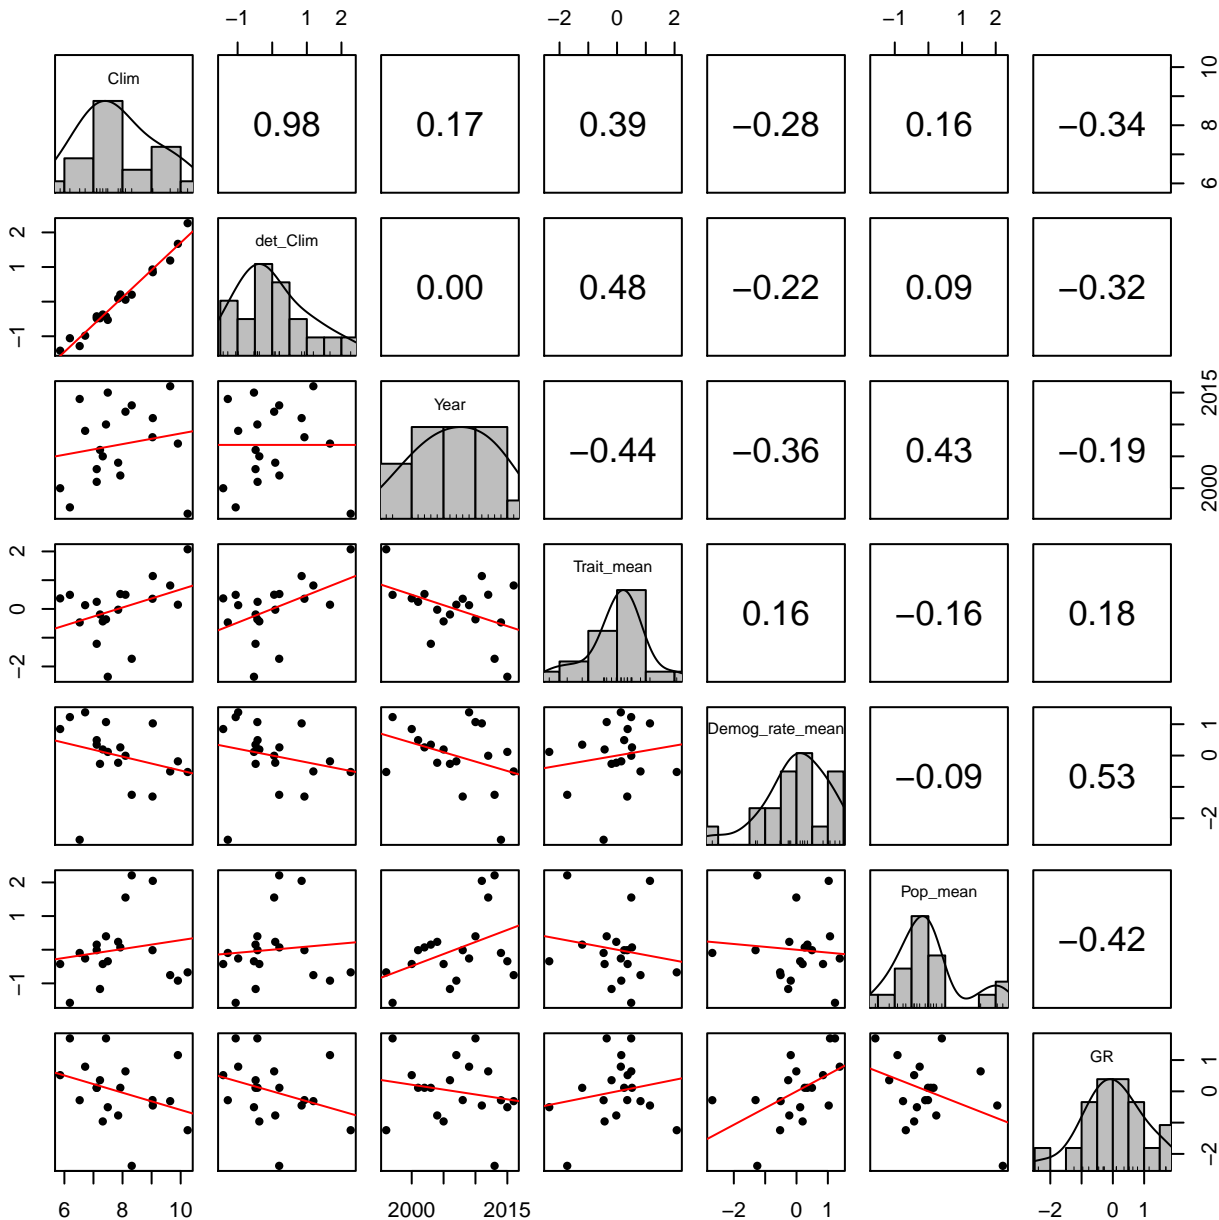 −1 1 2 −2 0 2 −1 1 2
Clim 0.98 0.17 0.39 −0.28 0.16 −0.34 6 8 10
−1 1 2 det_Clim 0.00 0.48 −0.22 0.09 −0.32
Year −0.44 −0.36 0.43 −0.19 2000 2015
−2 0 2 Trait_mean 0.16 −0.16 0.18
Demog_rate_mean −0.09 0.53 −2 0 1
−1 1 2 Pop_mean −0.42
GR −2 0 1
6 8 10 2000 2015 −2 0 1 −2 0 1